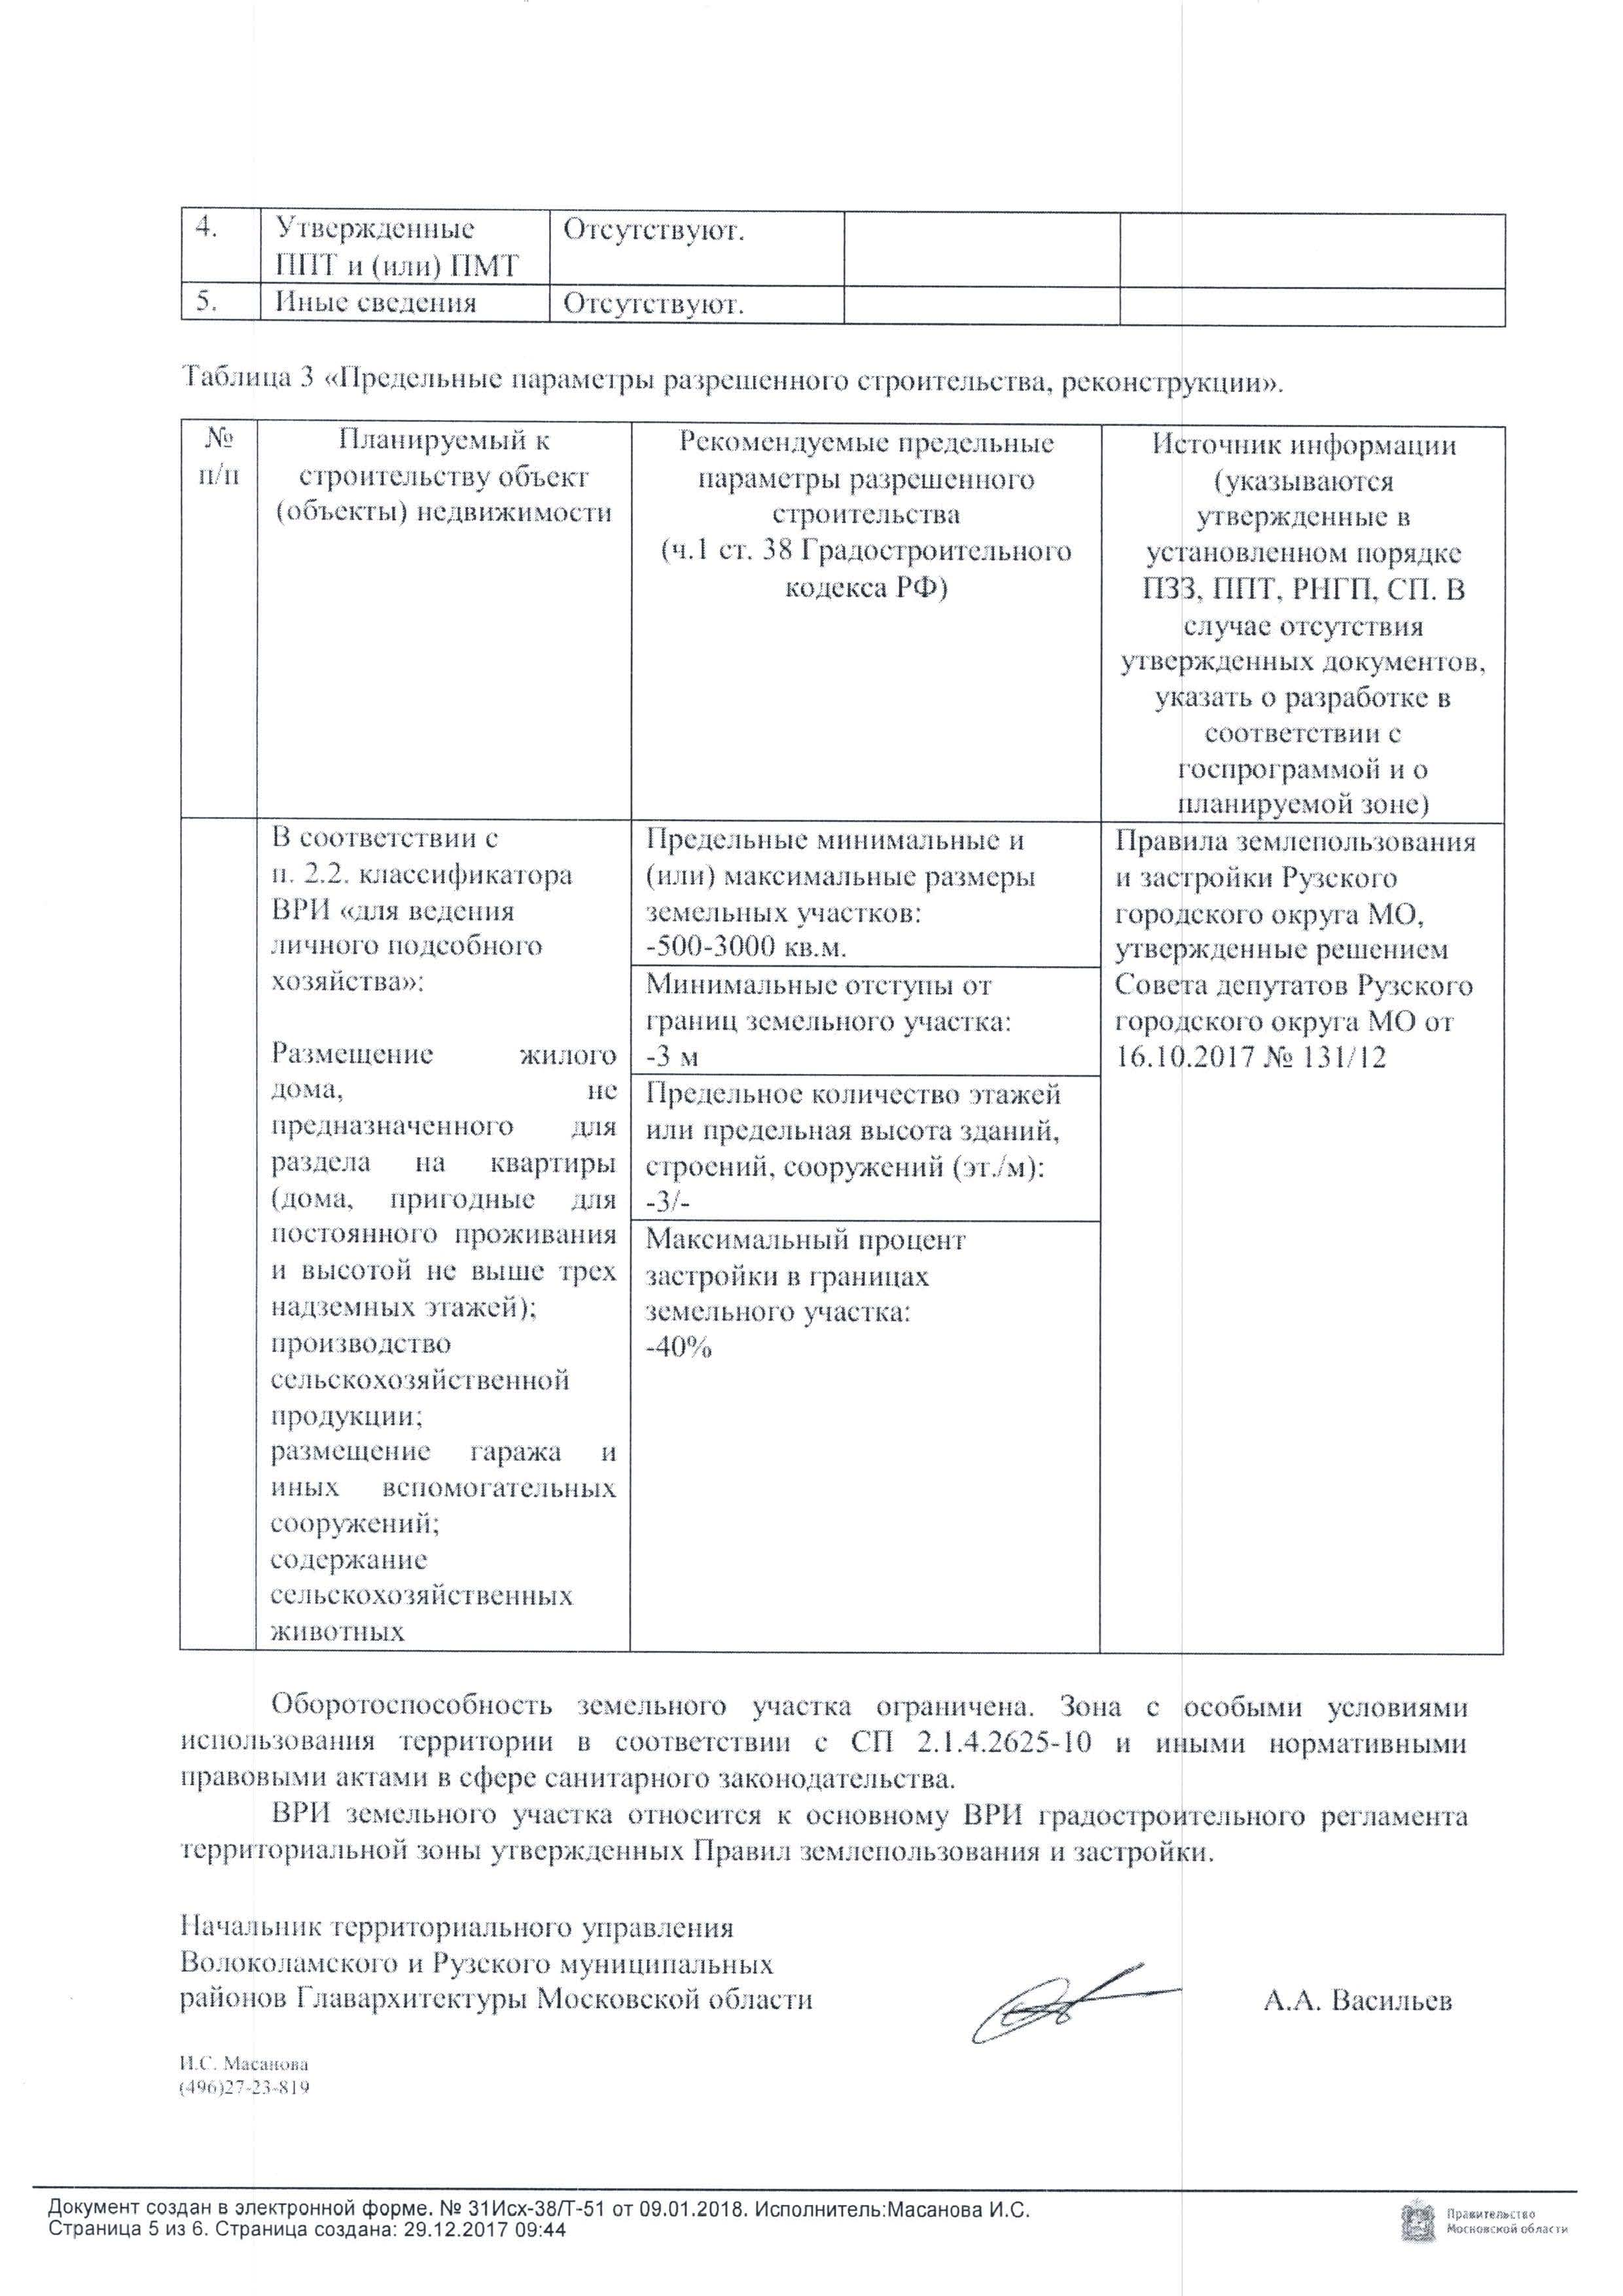 4.
Утвержденные
ППТ и (или) ПМТ
Отсутствуют.
5.
Иные сведения
Отсутствуют.
Таблица 3 «Предельные параметры разрешенного строительства, реконструкции».
№
п/п
Планируемый к
строительству объект
(объекты) недвижимости
Рекомендуемые предельные
параметры разрешенного
строительства
(ч.1 ст. 38 Градостроительного
кодекса РФ)
Источник информации
(указываются
утвержденные в
установленном порядке
ПЗЗ, ППТ, РНГП, СП. В
случае отсутствия
утвержденных документов,
указать о разработке в
соответствии с
госпрограммой и о
планируемой зоне)
В соответствии с
п. 2.2. классификатора
ВРИ «для ведения
личного подсобного
хозяйства»:
Размещение жилого
дома, не
предназначенного для
раздела на квартиры
(дома, пригодные для
постоянного проживания
и высотой не выше трех
надземных этажей);
производство
сельскохозяйственной
продукции;
размещение гаража и
иных вспомогательных
сооружений;
содержание
сельскохозяйственных
животных
Предельные минимальные и
(или) максимальные размеры
земельных участков:
-500-3000 кв.м.
Минимальные отступы от
границ земельного участка:
-3 м
Предельное количество этажей
или предельная высота зданий,
строений, сооружений (эт./м):
-3/-
Максимальный процент
застройки в границах
земельного участка:
-40%
Правила землепользования
и застройки Рузского
городского округа МО,
утвержденные решением
Совета депутатов Рузского
городского округа МО от
16.10.2017 № 131/12
Оборотоспособность земельного участка ограничена. Зона с особыми условиями
использования территории в соответствии с СП 2.1.4.2625-10 и иными нормативными
правовыми актами в сфере санитарного законодательства.
ВРИ земельного участка относится к основному ВРИ градостроительного регламента
территориальной зоны утвержденных Правил землепользования и застройки.
Начальник территориального управления
Волоколамского и Рузского муниципальных
районов Главархитектуры Московской области
А.А. Васильев
И.С. Масанова
(496)27-23-819
Документ создан в электронной форме. № 31Исх-38/Т-51 от 09.01.2018. Исполнитель:Масанова И.С.
Страница 5 из 6. Страница создана: 29.12.2017 09:44
Правительство
Московской области